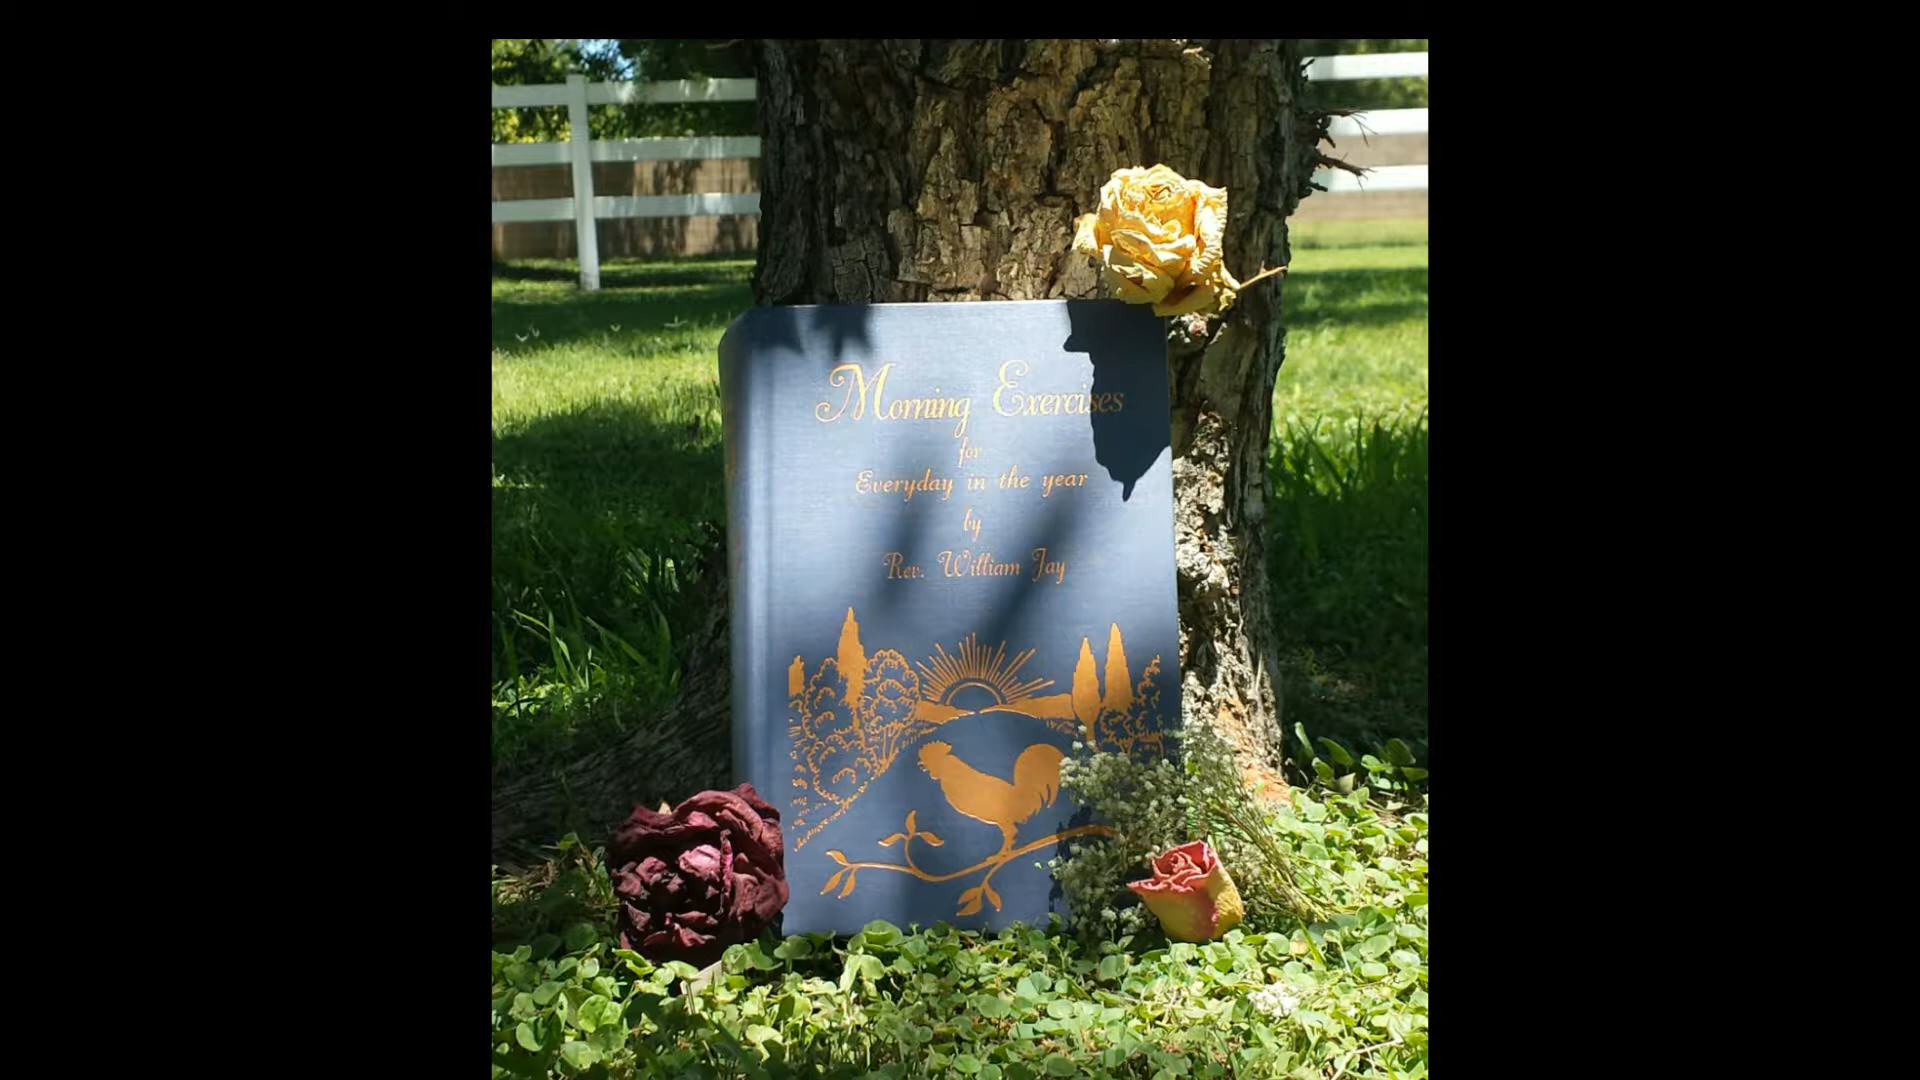 Morning Exercises
for
Everyday in the year
by
Rev. William Jay